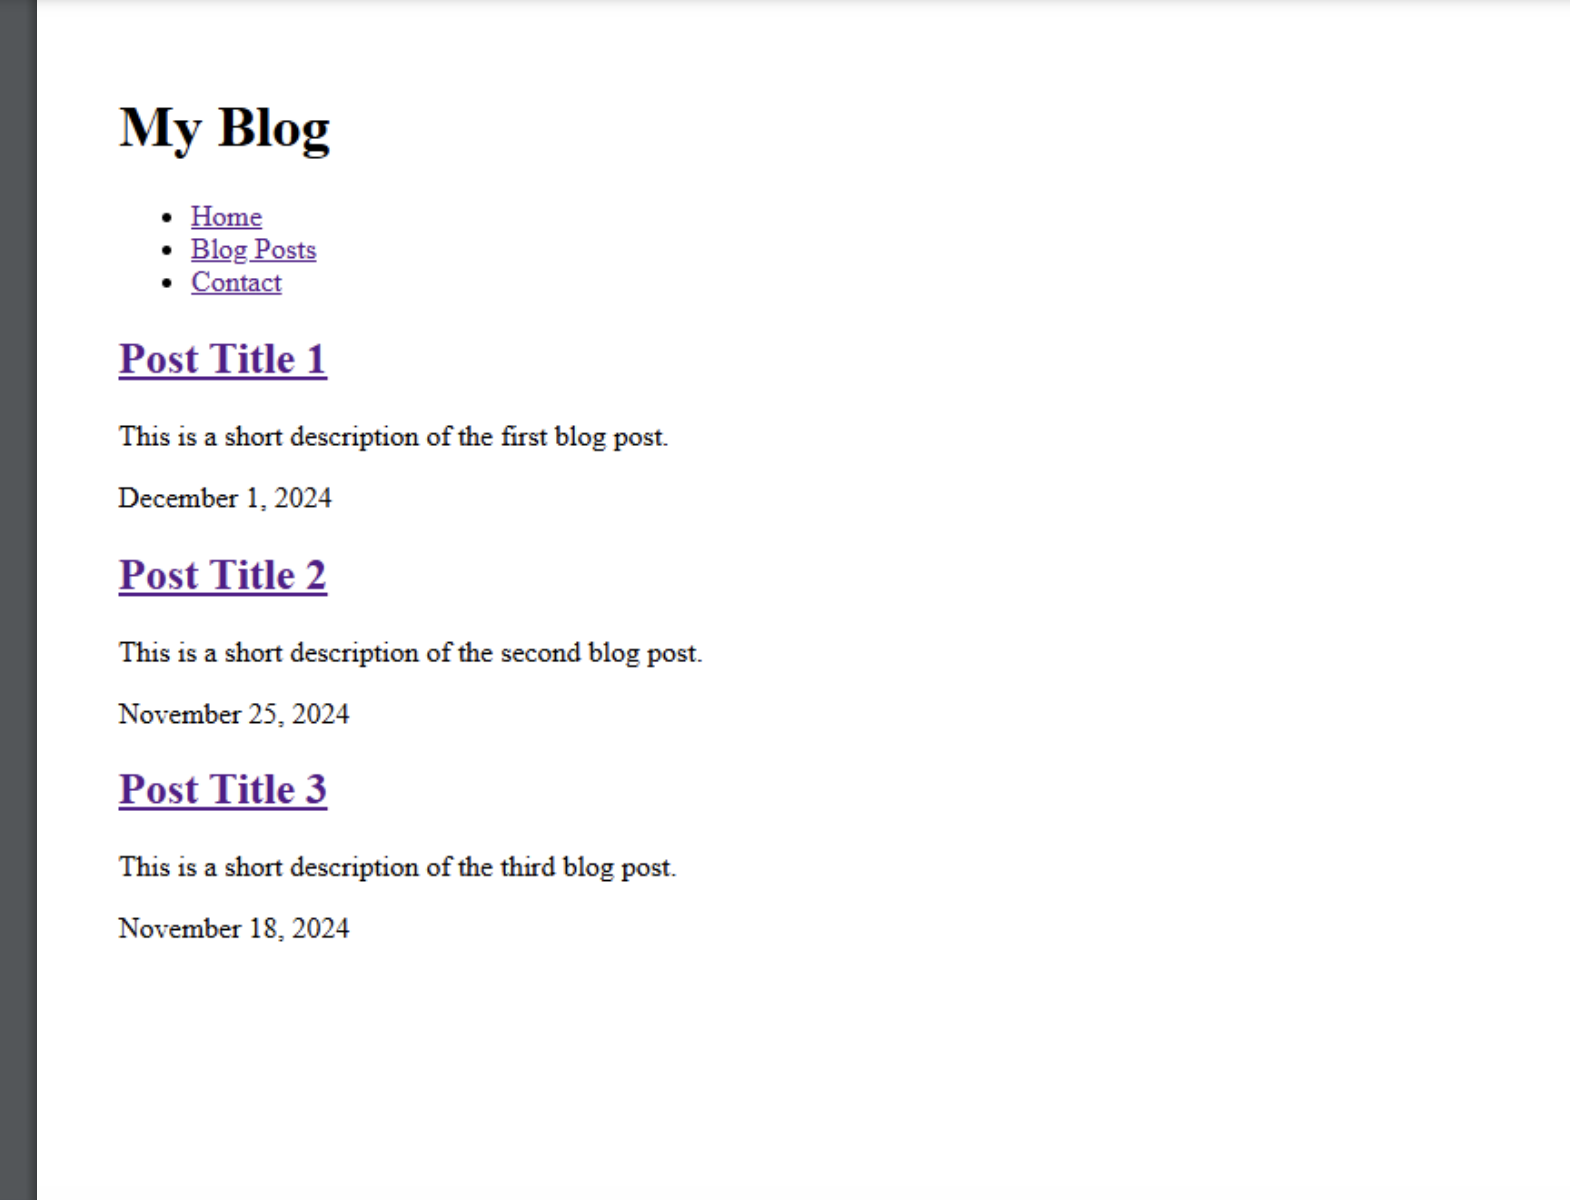 My Blog
Home
Blog Posts
Contact
Post Title 1
This is a short description of the first blog post.
December 1, 2024
Post Title 2
This is a short description of the second blog post.
November 25, 2024
Post Title 3
This is a short description of the third blog post.
November 18, 2024